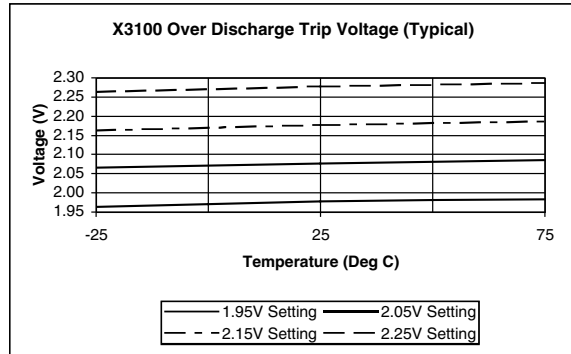 X3100 Over Discharge Trip Voltage (Typical)
Voltage (V)
2.30
2.25
2.20
2.15
2.10
2.05
2.00
1.95
-25 25 75
Temperature (Deg C)
1.95V Setting 2.05V Setting
2.15V Setting 2.25V Setting